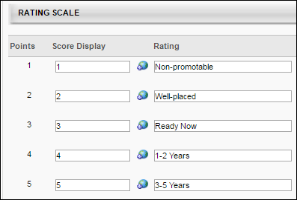 RATING SCALE
Points Score Display Rating
1 1 Non-promotable
2 2 Well-placed
3 3 Ready Now
4 4 1-2 Years
5 5 3-5 Years